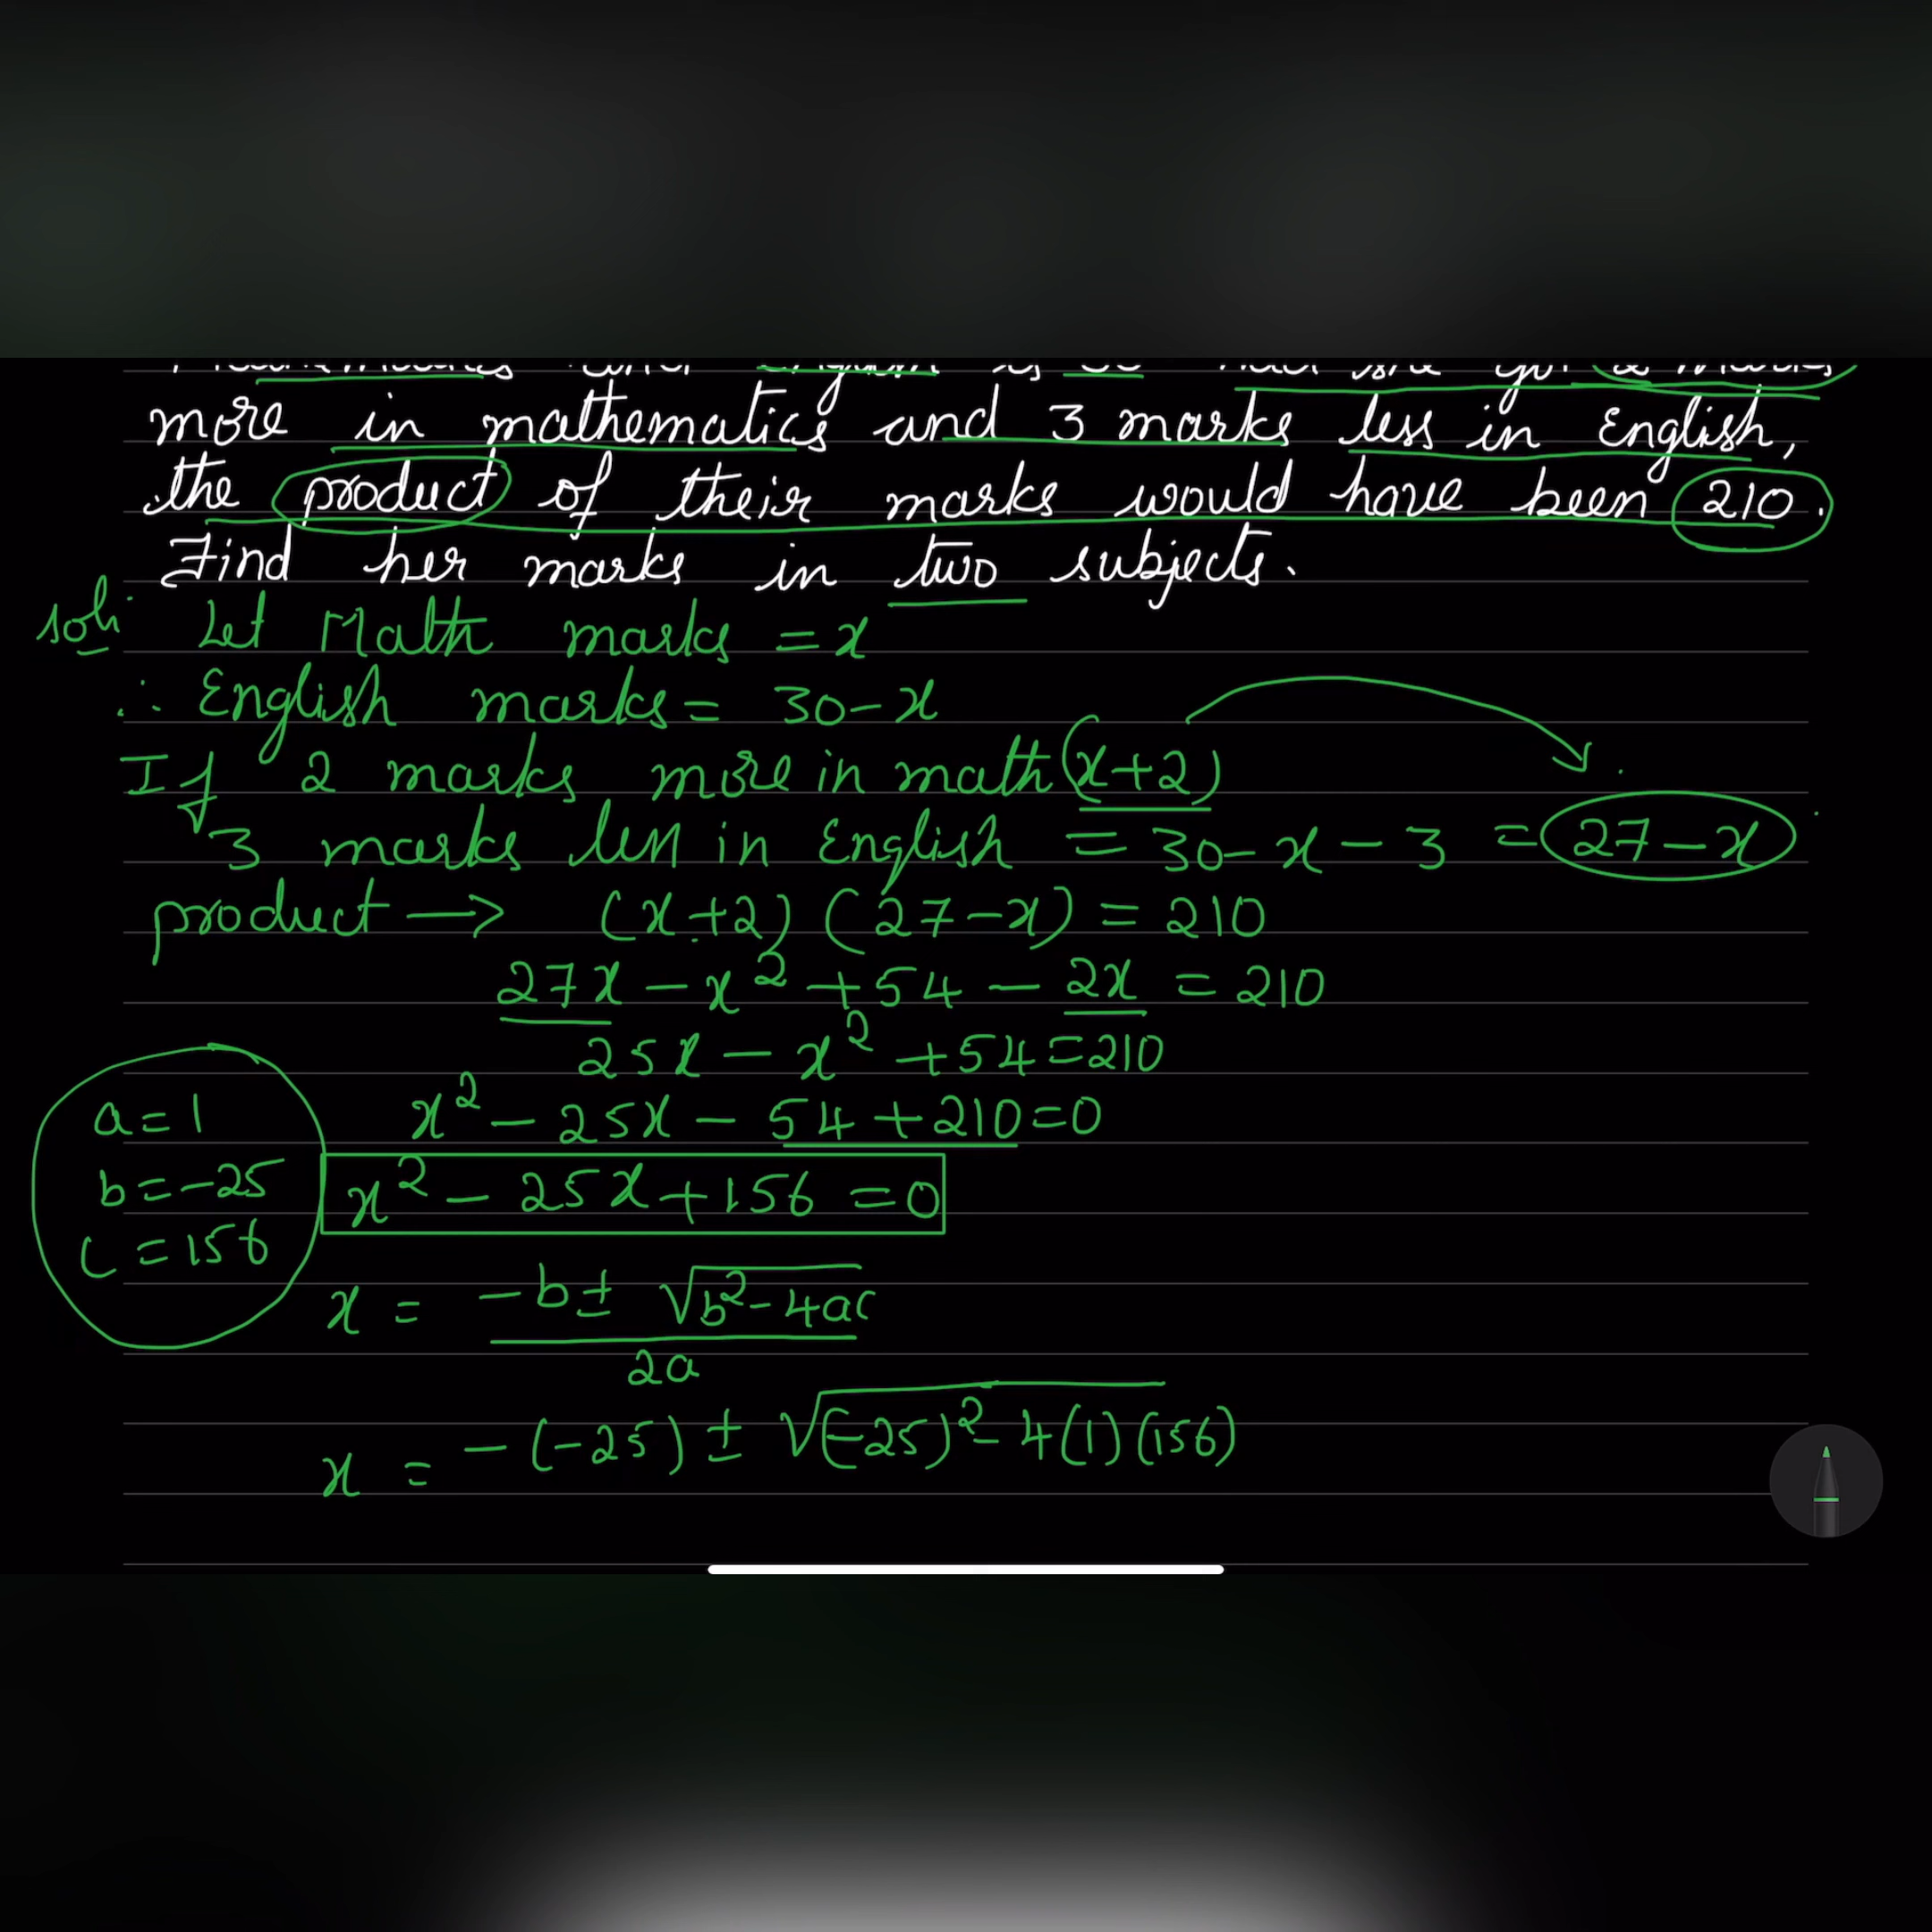 more in mathematics and 3 marks less in English,
the product of their marks would have been 210.
Find her marks in two subjects.
soln Let Math marks = x
∴ English marks = 30-x
If 2 marks more in math (x+2)
3 marks less in English = 30-x-3 = 27-x
product → (x+2) (27-x) = 210
27x - x² + 54 - 2x = 210
25x - x² + 54 = 210
x² - 25x - 54 + 210 = 0
a = 1
b = -25
c = 156
x² - 25x + 156 = 0
x = -b ± √b² - 4ac
2a
x = -(-25) ± √(-25)² - 4(1)(156)